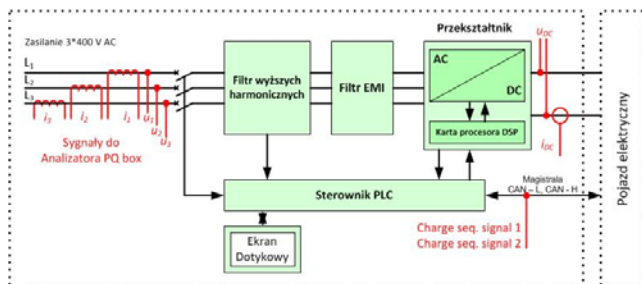 Zasilanie 3*400 V AC
L1
L2
L3
i3 i2 i1 u1
u2
u3
Sygnały do
Analizatora PQ box
Filtr wyższych
harmonicznych
Filtr EMI
Przekształtnik
AC
DC
Karta procesora DSP
uDC
iDC
Sterownik PLC
Ekran
Dotykowy
Magistrala
CAN – L, CAN - H
Charge seq. signal 1
Charge seq. signal 2
Pojazd elektryczny